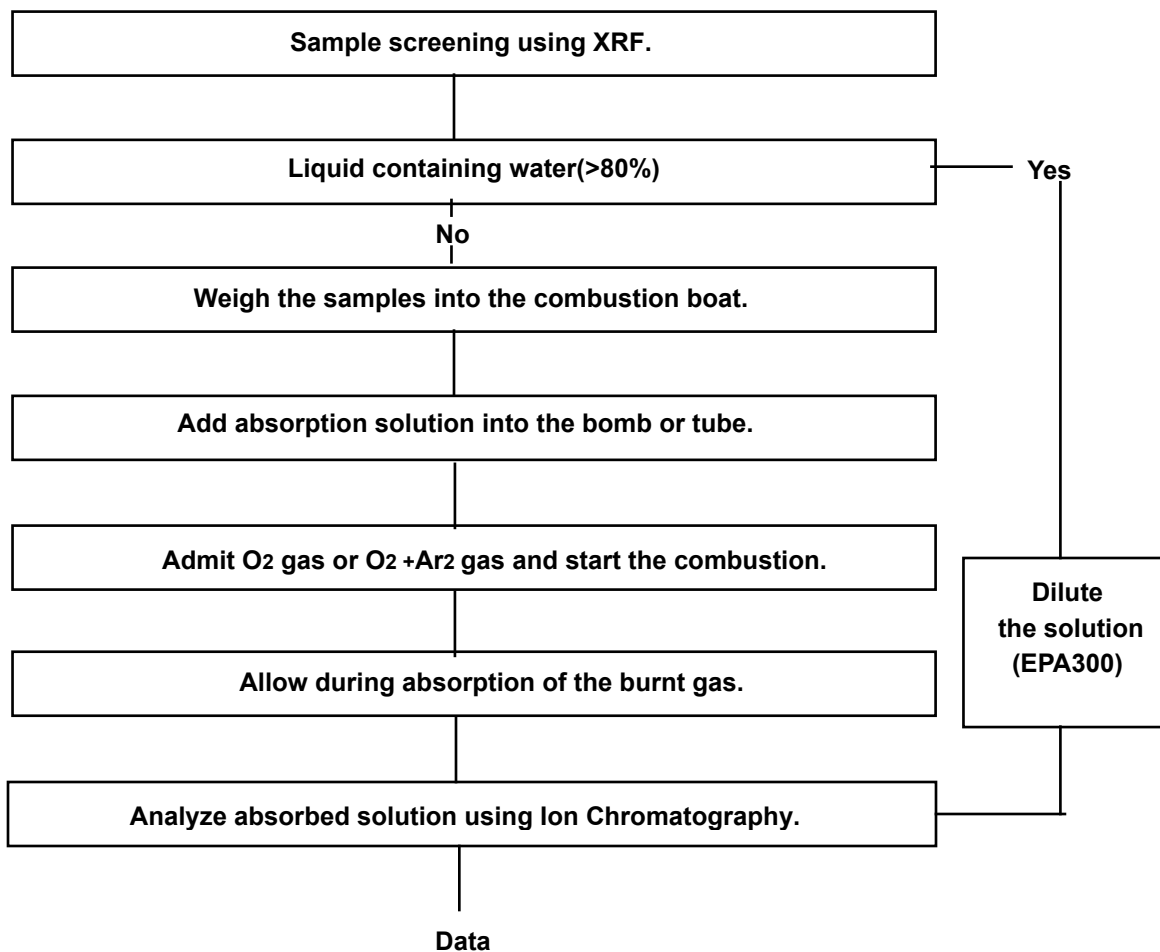 Sample screening using XRF.
Liquid containing water(>80%)
Yes
No
Weigh the samples into the combustion boat.
Add absorption solution into the bomb or tube.
Admit O2 gas or O2 +Ar2 gas and start the combustion.
Dilute
the solution
(EPA300)
Allow during absorption of the burnt gas.
Analyze absorbed solution using Ion Chromatography.
Data